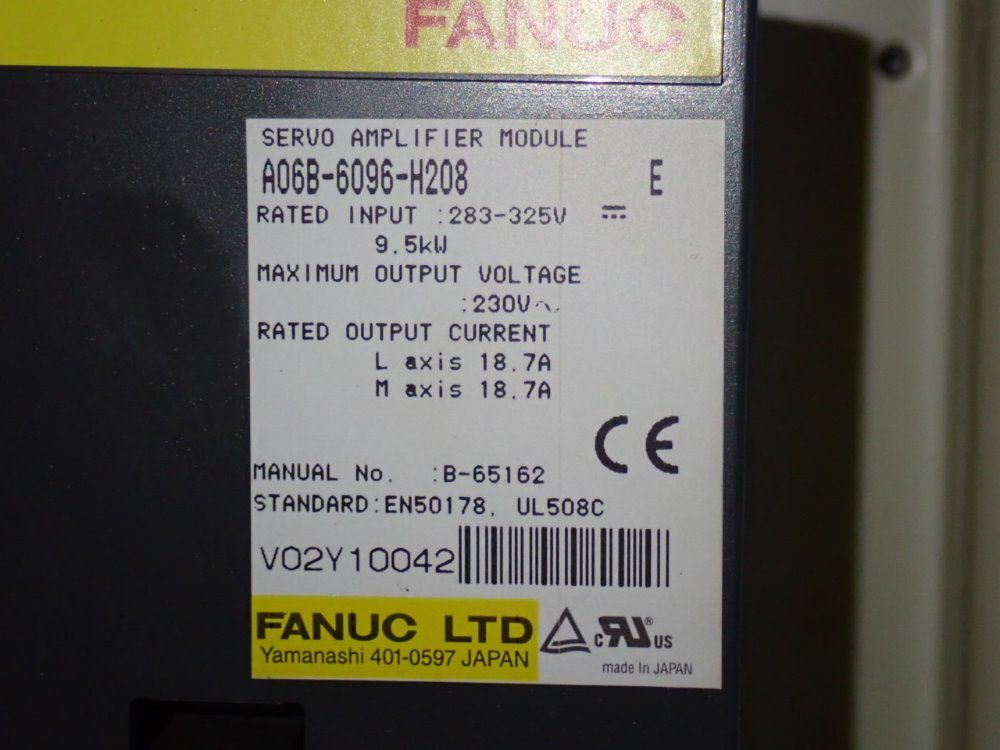 FANUC
SERVO AMPLIFIER MODULE
A06B-6096-H208 E
RATED INPUT :283-325V ⎓
9.5kW
MAXIMUM OUTPUT VOLTAGE
:230V∼
RATED OUTPUT CURRENT
L axis 18.7A
M axis 18.7A
CE
MANUAL No. :B-65162
STANDARD:EN50178, UL508C
V02Y10042
FANUC LTD
Yamanashi 401-0597 JAPAN
c RU® US
made In JAPAN